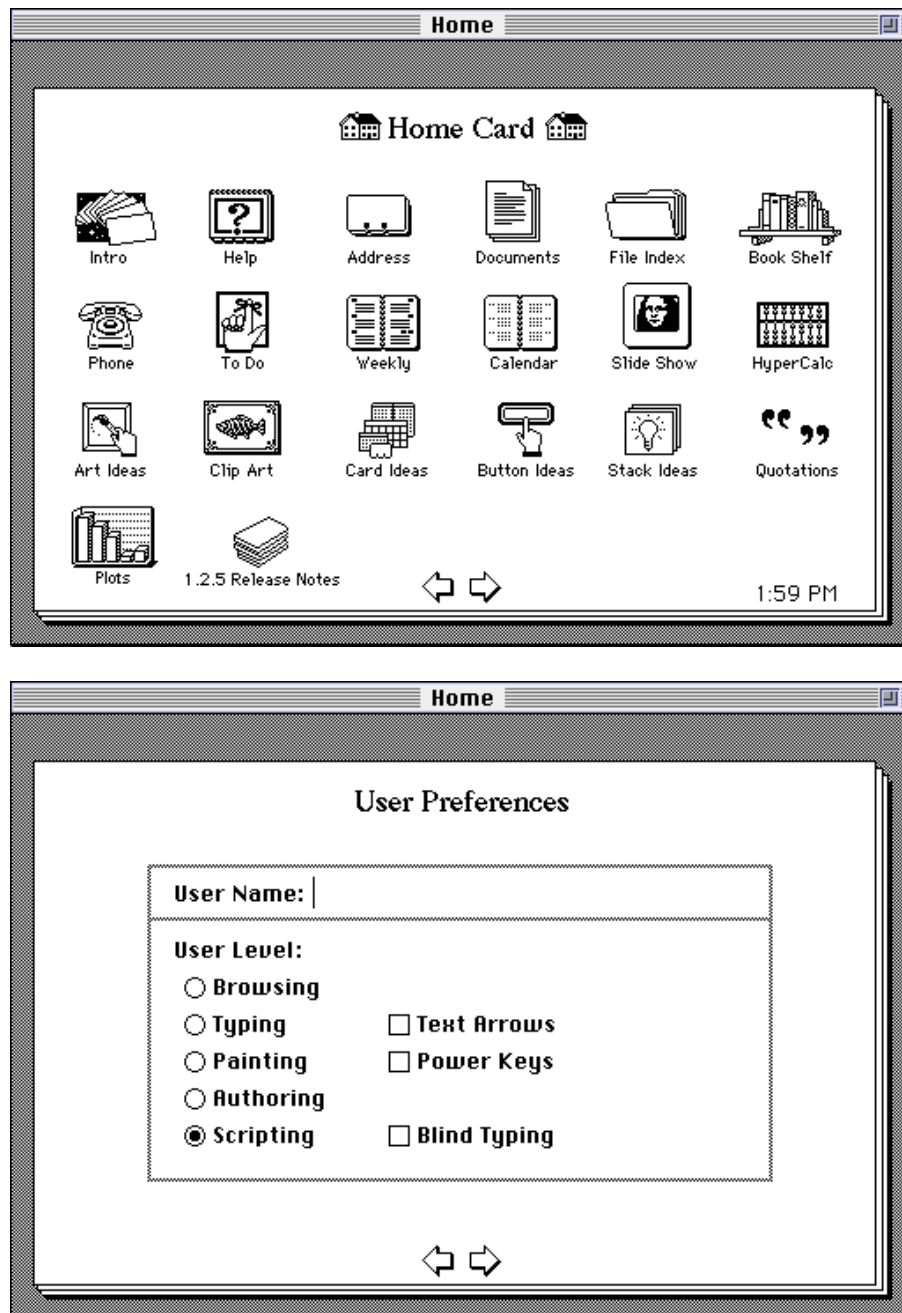 Home
Home Card
Intro Help Address Documents File Index Book Shelf
Phone To Do Weekly Calendar Slide Show HyperCalc
Art Ideas Clip Art Card Ideas Button Ideas Stack Ideas Quotations
Plots 1.2.5 Release Notes
1:59 PM
Home
User Preferences
User Name:
User Level:
Browsing
Typing Text Arrows
Painting Power Keys
Authoring
Scripting Blind Typing